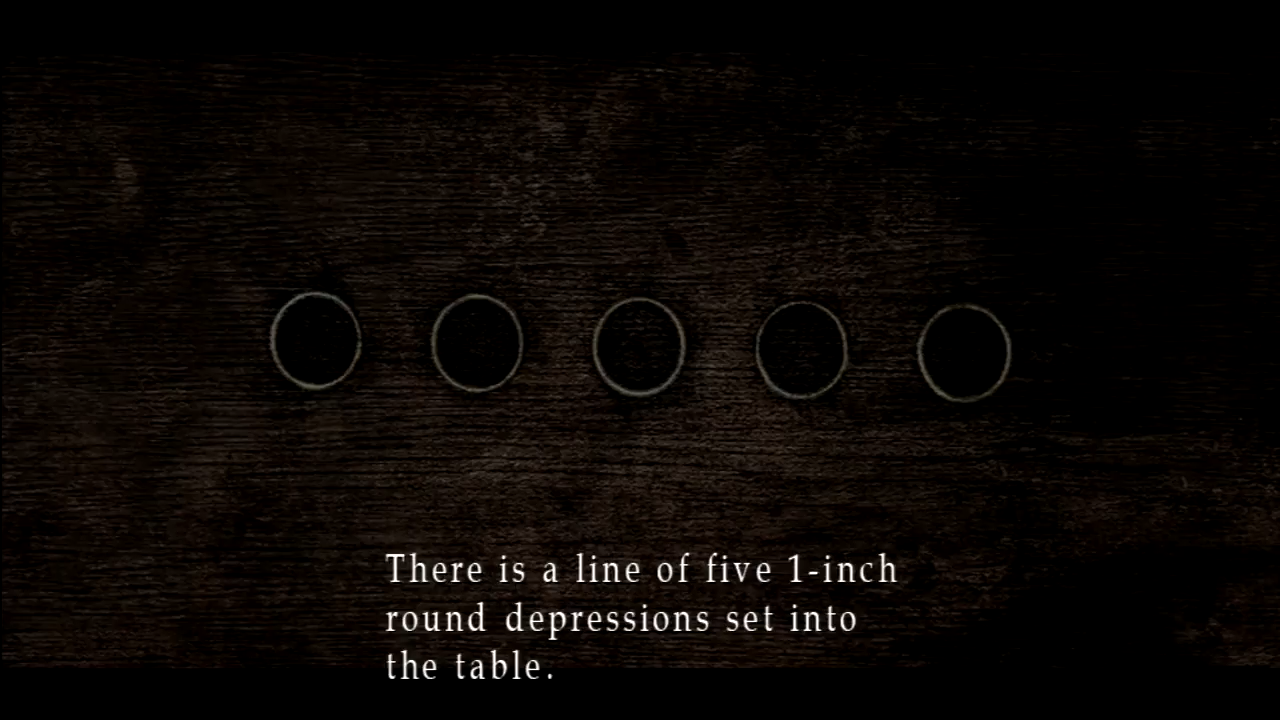 There is a line of five 1-inch
round depressions set into
the table.